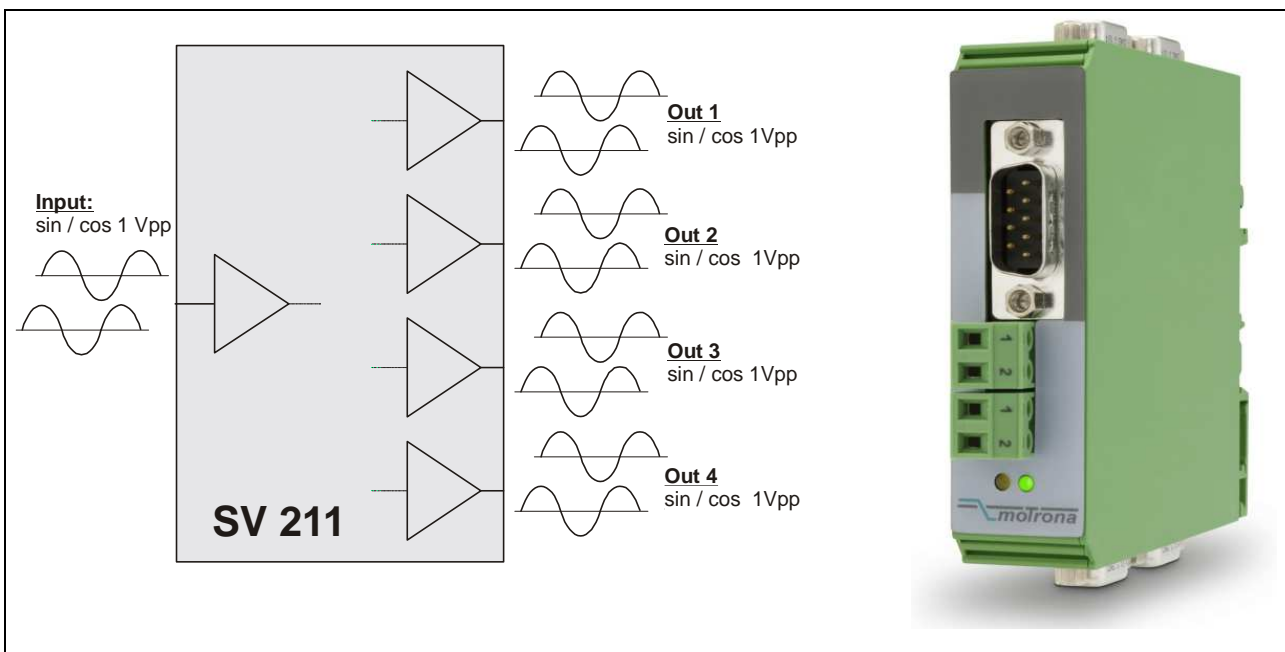 Input:
sin / cos 1 Vpp
Out 1
sin / cos 1Vpp
Out 2
sin / cos 1Vpp
Out 3
sin / cos 1Vpp
Out 4
sin / cos 1Vpp
SV 211
1
2
1
2
motrona